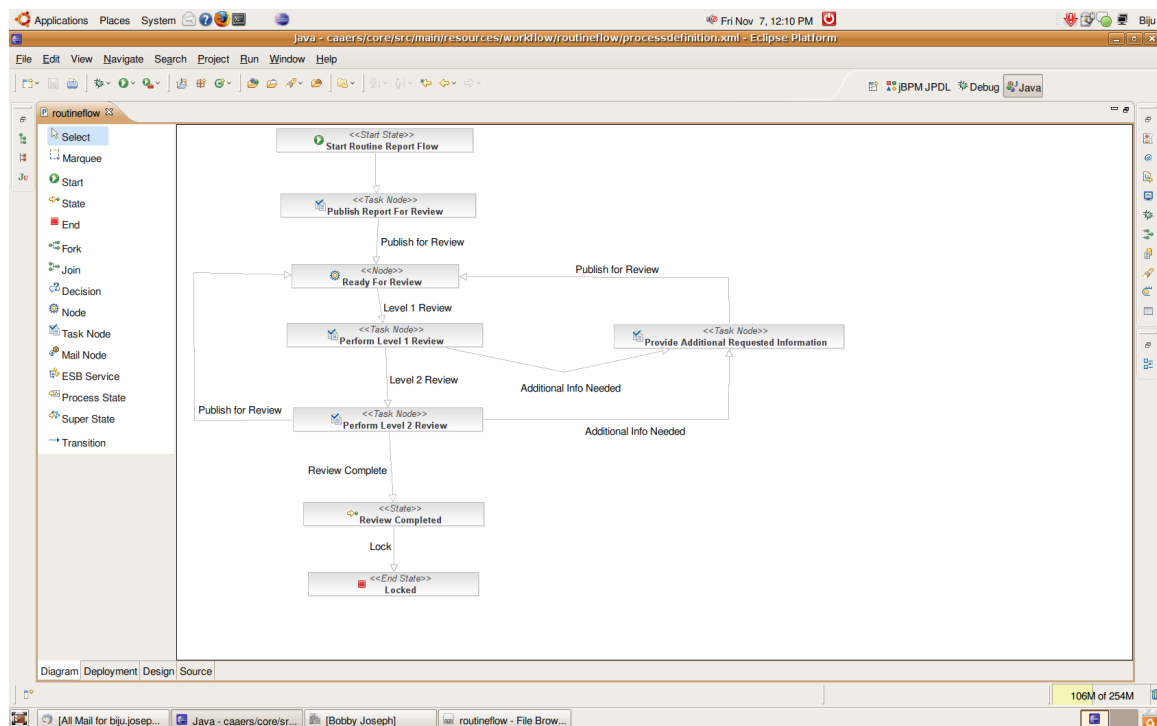 Applications Places System Fri Nov 7, 12:10 PM Biju
Java - caaers/core/src/main/resources/workflow/routineflow/processdefinition.xml - Eclipse Platform
File Edit View Navigate Search Project Run Window Help
jBPM JPDL Debug Java
routineflow
Select
Marquee
Start
State
End
Fork
Join
Decision
Node
Task Node
Mail Node
ESB Service
Process State
Super State
Transition
<<Start State>>
Start Routine Report Flow
<<Task Node>>
Publish Report For Review
Publish for Review
<<Node>>
Ready For Review
Publish for Review
Level 1 Review
<<Task Node>>
Perform Level 1 Review
<<Task Node>>
Provide Additional Requested Information
Level 2 Review
Additional Info Needed
Publish for Review
<<Task Node>>
Perform Level 2 Review
Additional Info Needed
Review Complete
<<State>>
Review Completed
Lock
<<End State>>
Locked
Diagram Deployment Design Source
106M of 254M
[All Mail for biju.josep... Java - caaers/core/sr... [Bobby Joseph] routineflow - File Brow...